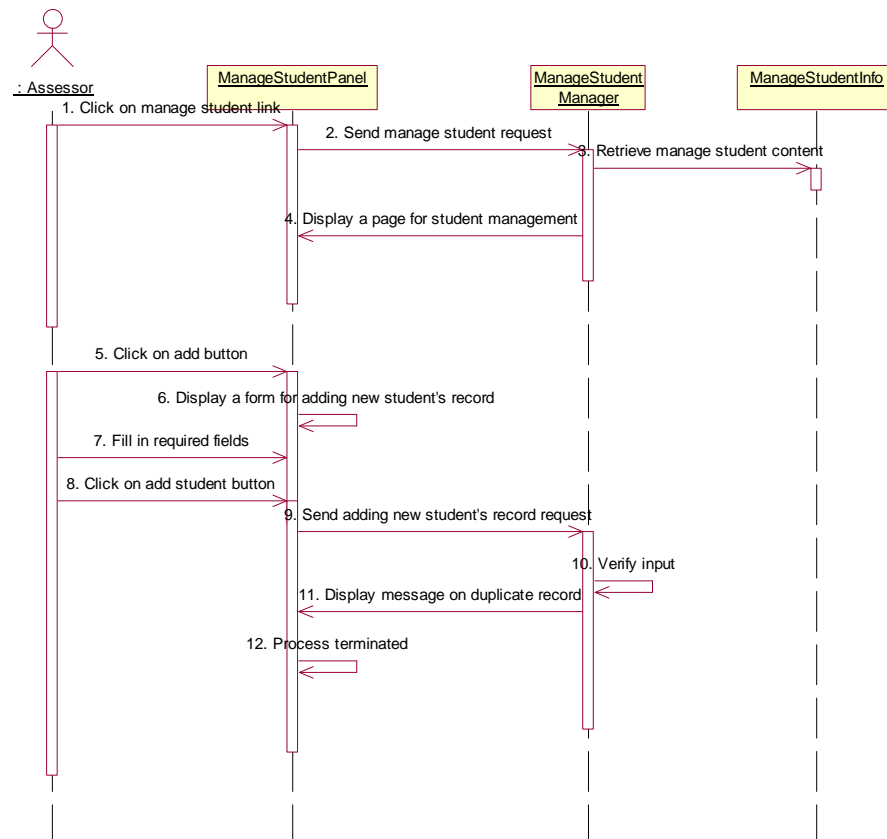 : Assessor
ManageStudentPanel
ManageStudent
Manager
ManageStudentInfo
1. Click on manage student link
2. Send manage student request
3. Retrieve manage student content
4. Display a page for student management
5. Click on add button
6. Display a form for adding new student's record
7. Fill in required fields
8. Click on add student button
9. Send adding new student's record request
10. Verify input
11. Display message on duplicate record
12. Process terminated